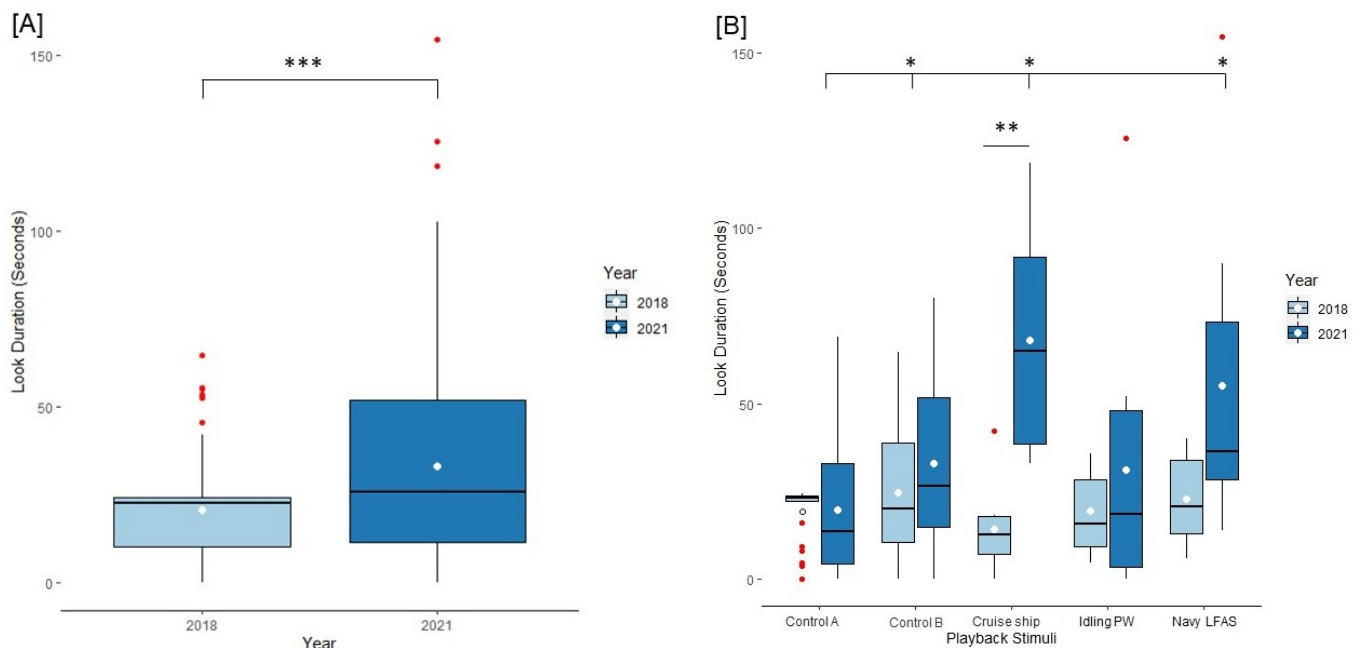 [A]
150
100
50
0
Look Duration (Seconds)
***
2018
2021
Year
Year
2018
2021
[B]
150
100
50
0
Look Duration (Seconds)
* * *
**
Control A Control B Cruise ship Idling PW Navy LFAS
Playback Stimuli
Year
2018
2021